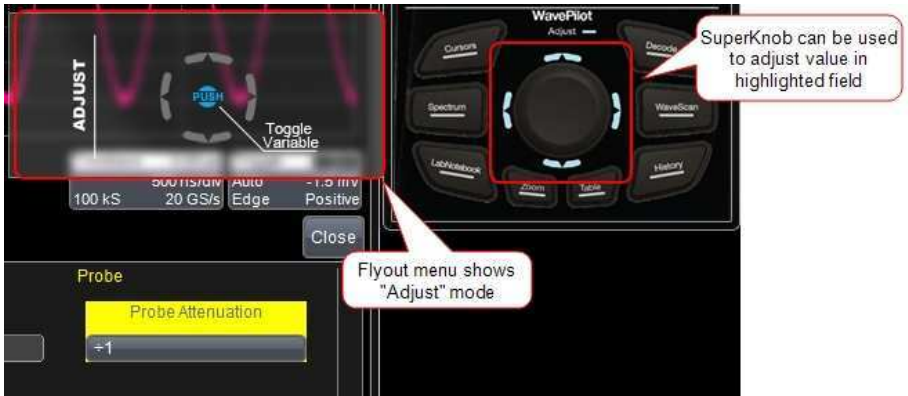 ADJUST
PUSH
Toggle
Variable
500 ns/div
100 kS
20 GS/s
Auto
-1.5 mV
Edge
Positive
Close
Probe
Probe Attenuation
÷1
WavePilot
Adjust
Cursors
Decode
Spectrum
WaveScan
LabNotebook
History
Zoom
Table
SuperKnob can be used
to adjust value in
highlighted field
Flyout menu shows
"Adjust" mode